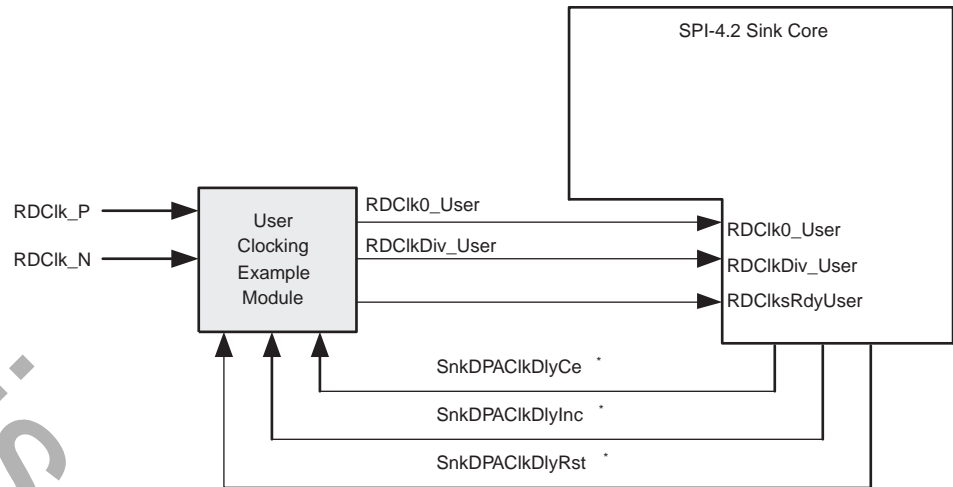 SPI-4.2 Sink Core
RDClk_P
RDClk_N
User
Clocking
Example
Module
RDClk0_User
RDClkDiv_User
RDClk0_User
RDClkDiv_User
RDClksRdyUser
SnkDPAClkDlyCe *
SnkDPAClkDlyInc *
SnkDPAClkDlyRst *